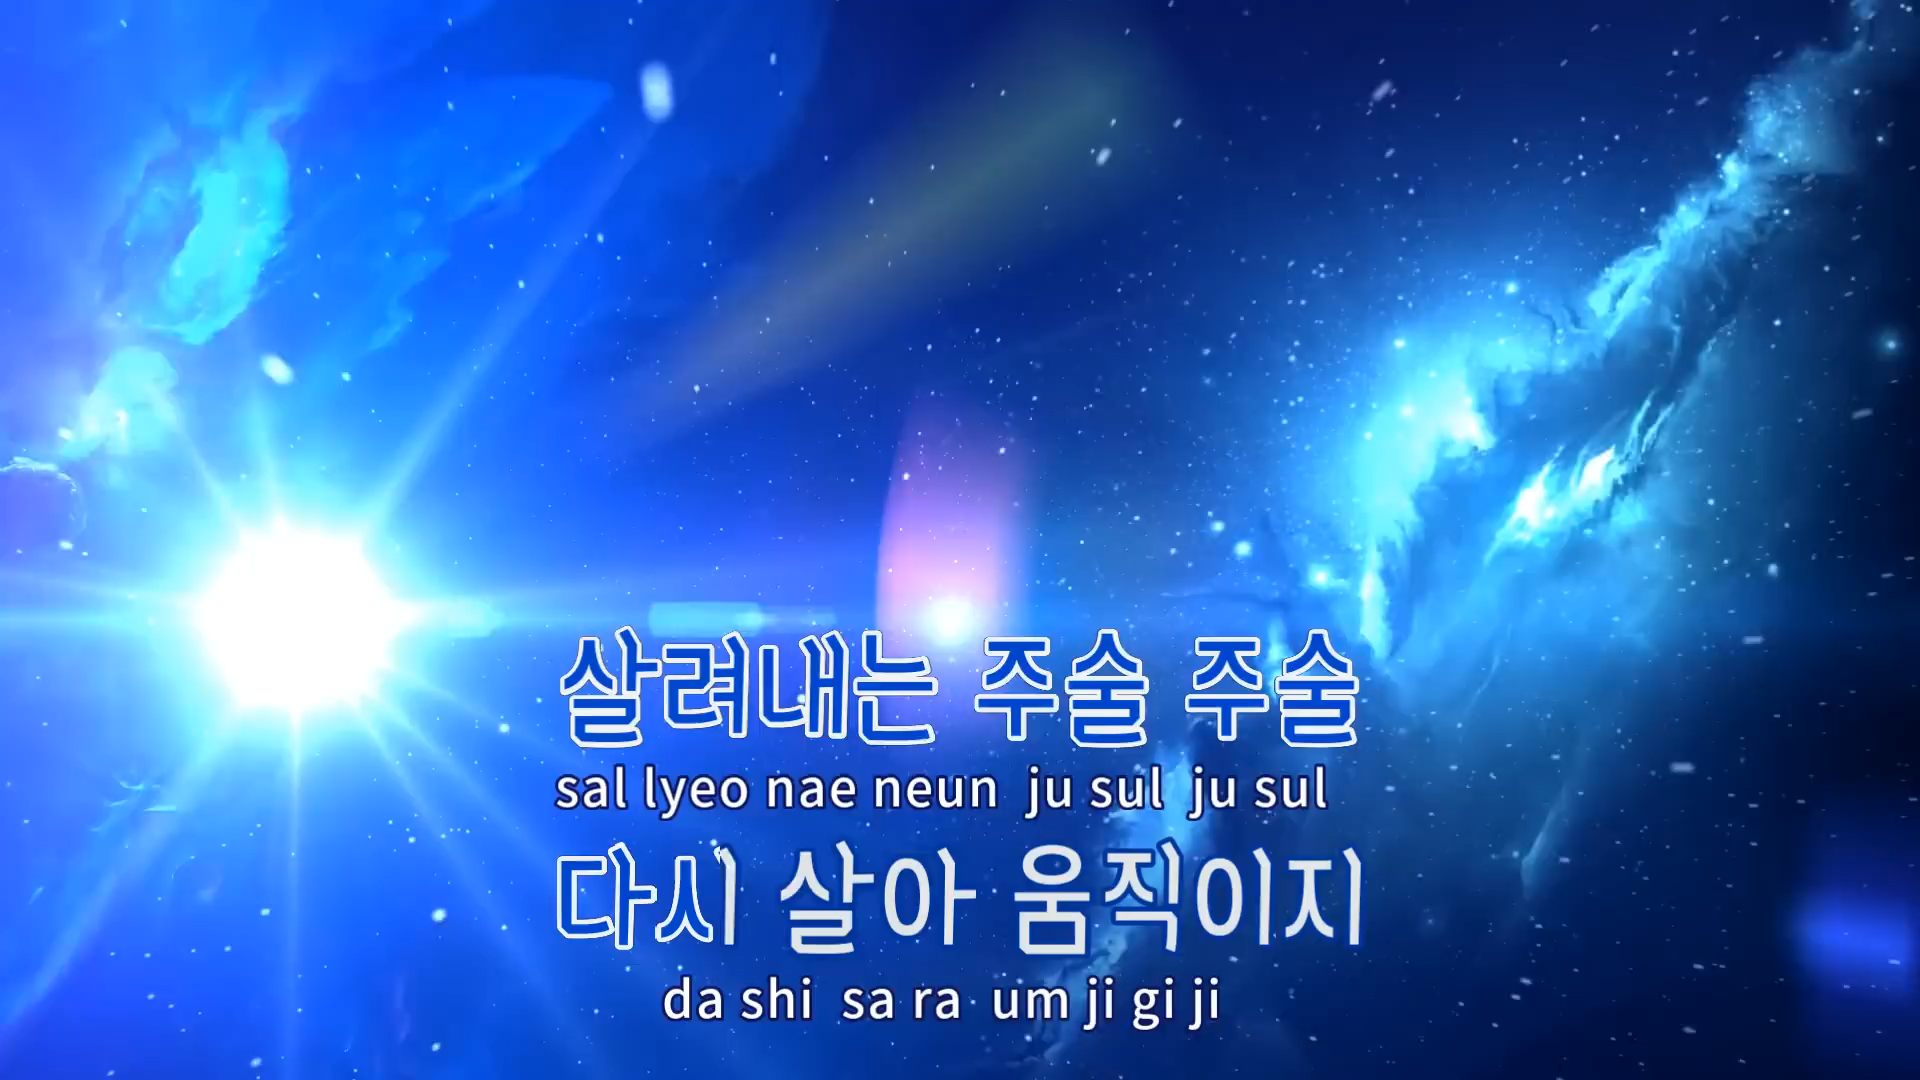 살려내는 주술 주술
sal lyeo nae neun ju sul ju sul
다시 살아 움직이지
da shi sa ra um ji gi ji